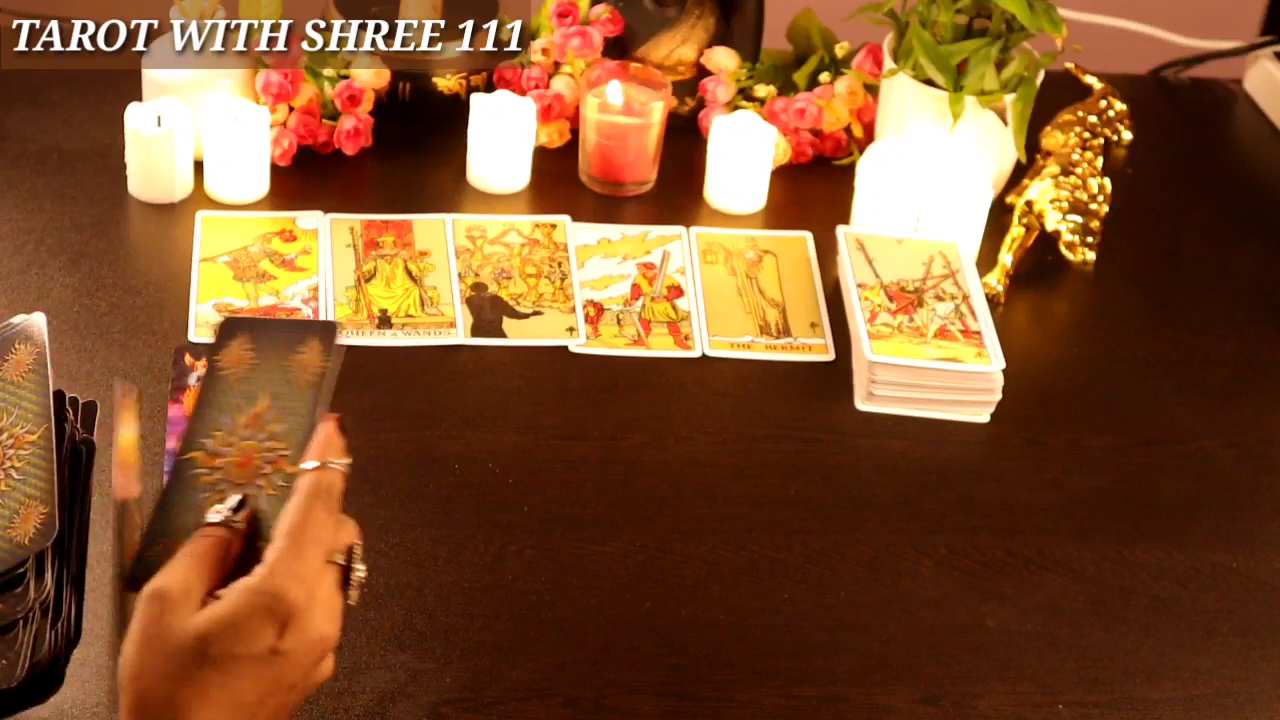 TAROT WITH SHREE 111
QUEEN of WANDS.
THE HERMIT